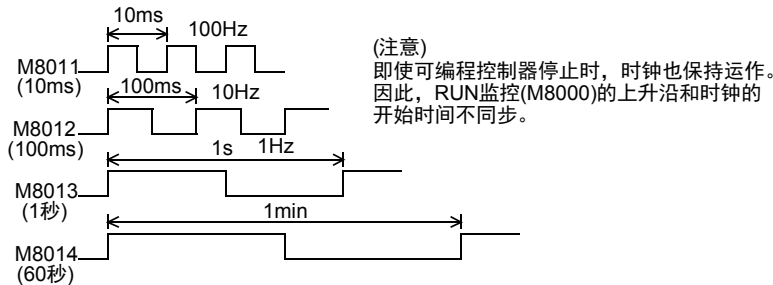 10ms
100Hz
M8011
(10ms)
100ms
10Hz
M8012
(100ms)
1s
1Hz
M8013
(1秒)
1min
M8014
(60秒)
(注意)
即使可编程控制器停止时，时钟也保持运作。
因此，RUN监控(M8000)的上升沿和时钟的
开始时间不同步。